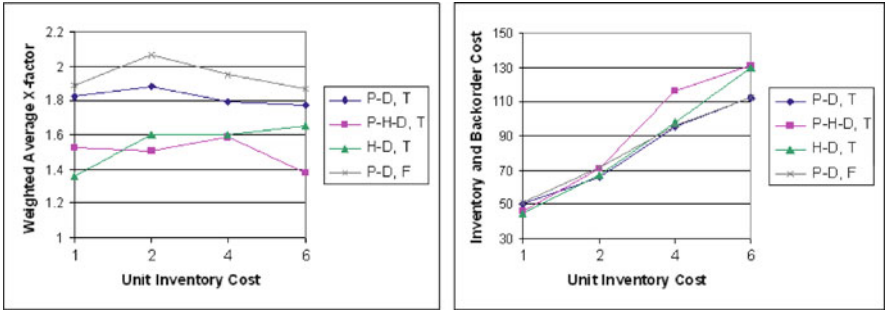 Weighted Average X-factor
2.2
2
1.8
1.6
1.4
1.2
1
1 2 4 6
Unit Inventory Cost
P-D, T
P-H-D, T
H-D, T
P-D, F
Inventory and Backorder Cost
150
130
110
90
70
50
30
1 2 4 6
Unit Inventory Cost
P-D, T
P-H-D, T
H-D, T
P-D, F